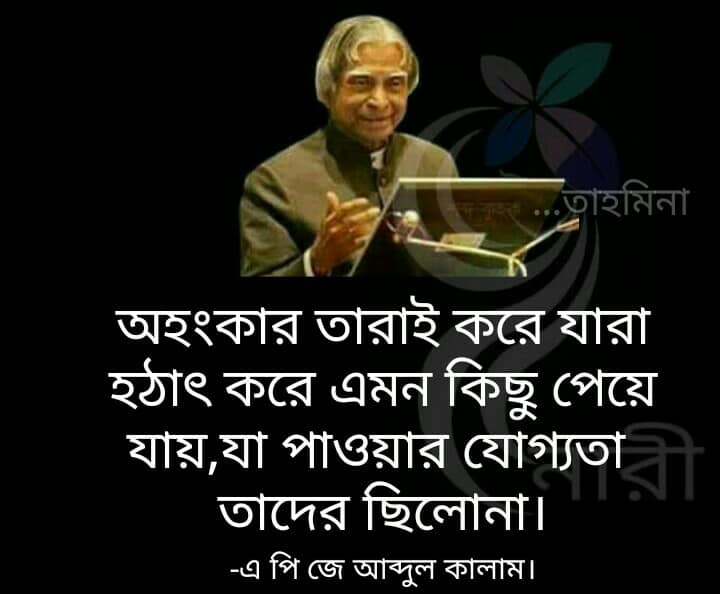 ...তাহমিনা
অহংকার তারাই করে যারা
হঠাৎ করে এমন কিছু পেয়ে
যায়,যা পাওয়ার যোগ্যতা
নারী
তাদের ছিলোনা।
-এ পি জে আব্দুল কালাম।